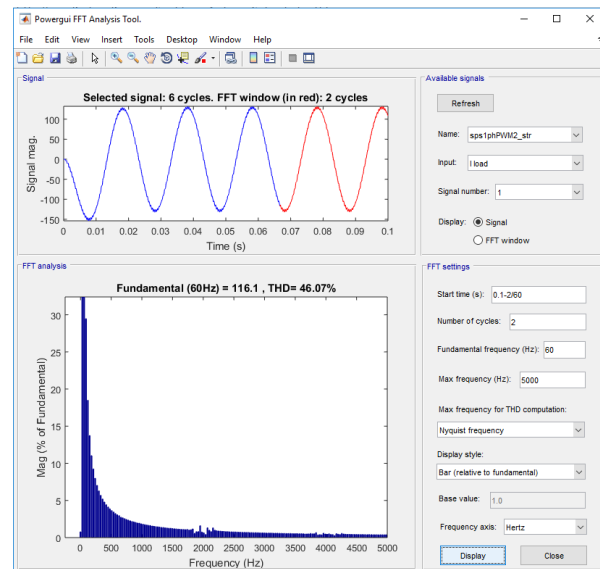 Powergui FFT Analysis Tool.
File Edit View Insert Tools Desktop Window Help
Signal
Selected signal: 6 cycles. FFT window (in red): 2 cycles
Signal mag.
100
50
0
-50
-100
-150
0 0.01 0.02 0.03 0.04 0.05 0.06 0.07 0.08 0.09 0.1
Time (s)
FFT analysis
Fundamental (60Hz) = 116.1 , THD= 46.07%
Mag (% of Fundamental)
30
25
20
15
10
5
0
0 500 1000 1500 2000 2500 3000 3500 4000 4500 5000
Frequency (Hz)
Available signals
Refresh
Name: sps1phPWM2_str
Input: I load
Signal number: 1
Display: Signal
FFT window
FFT settings
Start time (s): 0.1-2/60
Number of cycles: 2
Fundamental frequency (Hz): 60
Max frequency (Hz): 5000
Max frequency for THD computation:
Nyquist frequency
Display style:
Bar (relative to fundamental)
Base value: 1.0
Frequency axis: Hertz
Display Close